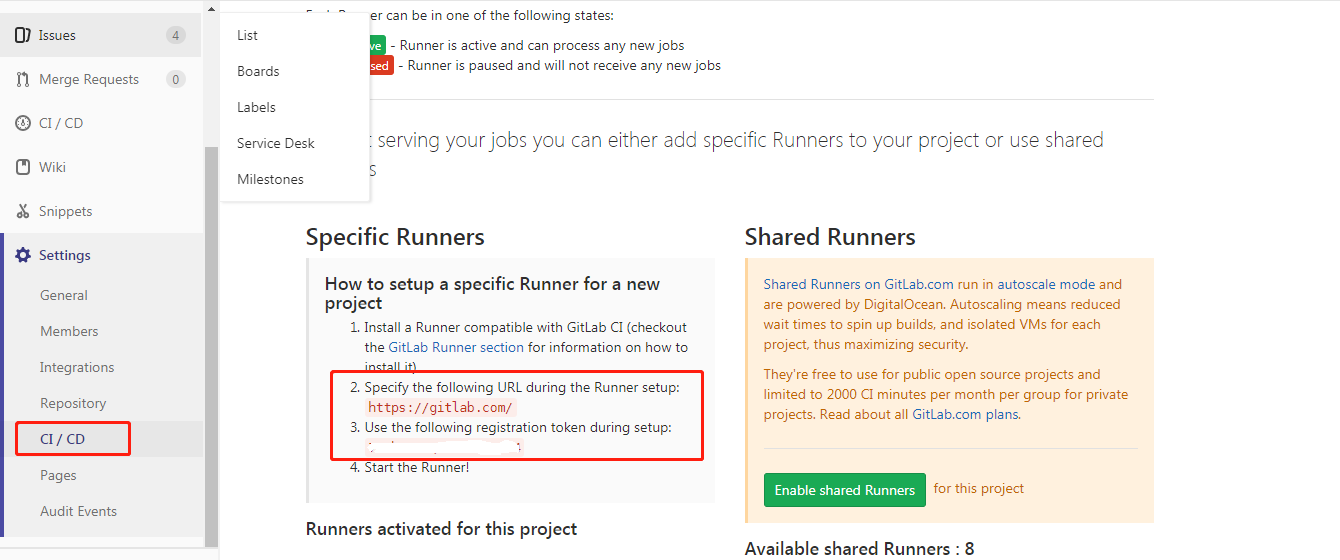 Issues 4
Merge Requests 0
CI / CD
Wiki
Snippets
Settings
General
Members
Integrations
Repository
CI / CD
Pages
Audit Events
List
Boards
Labels
Service Desk
Milestones
can be in one of the following states:
- Runner is active and can process any new jobs
- Runner is paused and will not receive any new jobs
serving your jobs you can either add specific Runners to your project or use shared
Specific Runners
How to setup a specific Runner for a new
project
1. Install a Runner compatible with GitLab CI (checkout
the GitLab Runner section for information on how to
install it)
2. Specify the following URL during the Runner setup:
https://gitlab.com/
3. Use the following registration token during setup:
4. Start the Runner!
Runners activated for this project
Shared Runners
Shared Runners on GitLab.com run in autoscale mode and
are powered by DigitalOcean. Autoscaling means reduced
wait times to spin up builds, and isolated VMs for each
project, thus maximizing security.
They're free to use for public open source projects and
limited to 2000 CI minutes per month per group for private
projects. Read about all GitLab.com plans.
Enable shared Runners for this project
Available shared Runners : 8